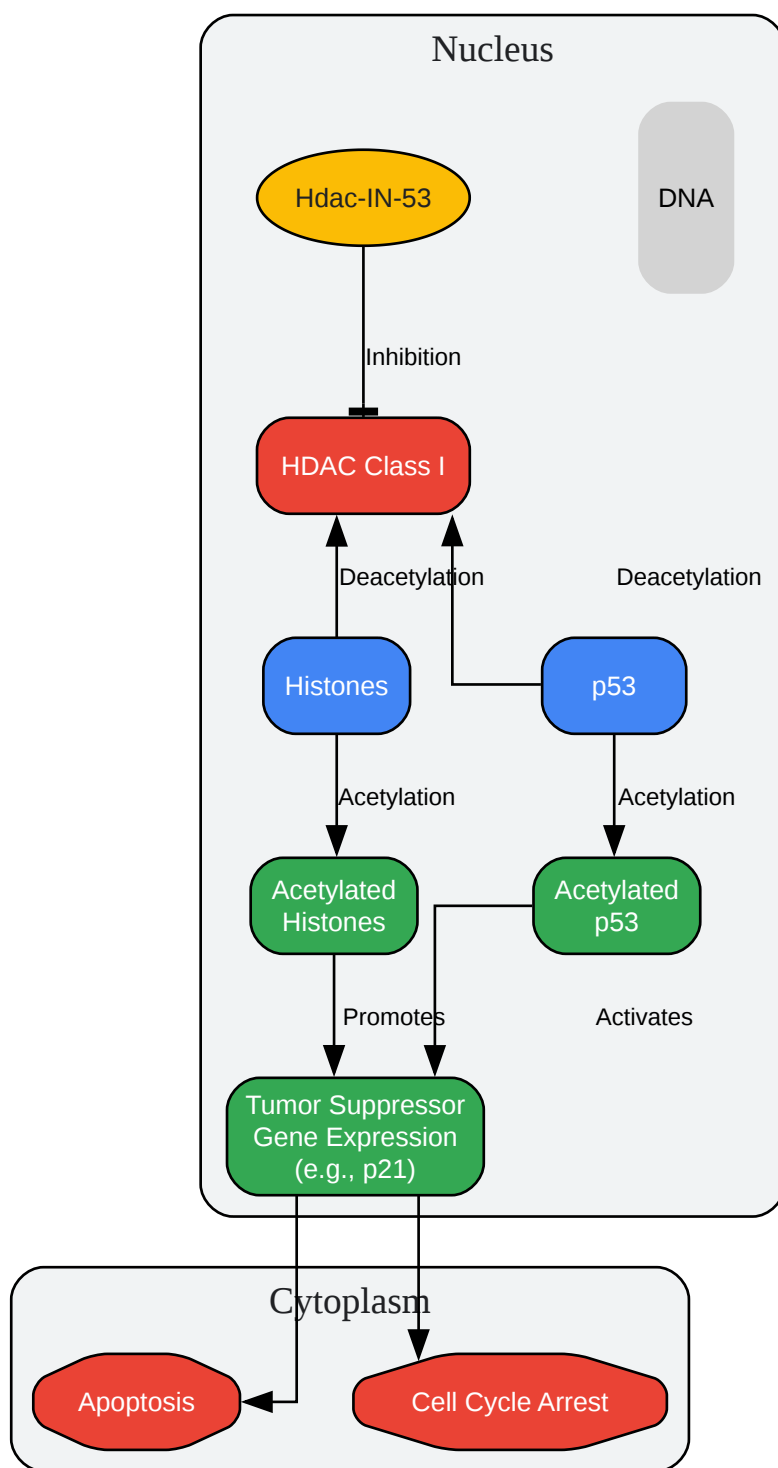 Nucleus
Hdac-IN-53
DNA
Inhibition
HDAC Class I
Deacetylation
Deacetylation
Histones
p53
Acetylation
Acetylation
Acetylated
Histones
Acetylated
p53
Promotes
Activates
Tumor Suppressor
Gene Expression
(e.g., p21)
Cytoplasm
Apoptosis
Cell Cycle Arrest